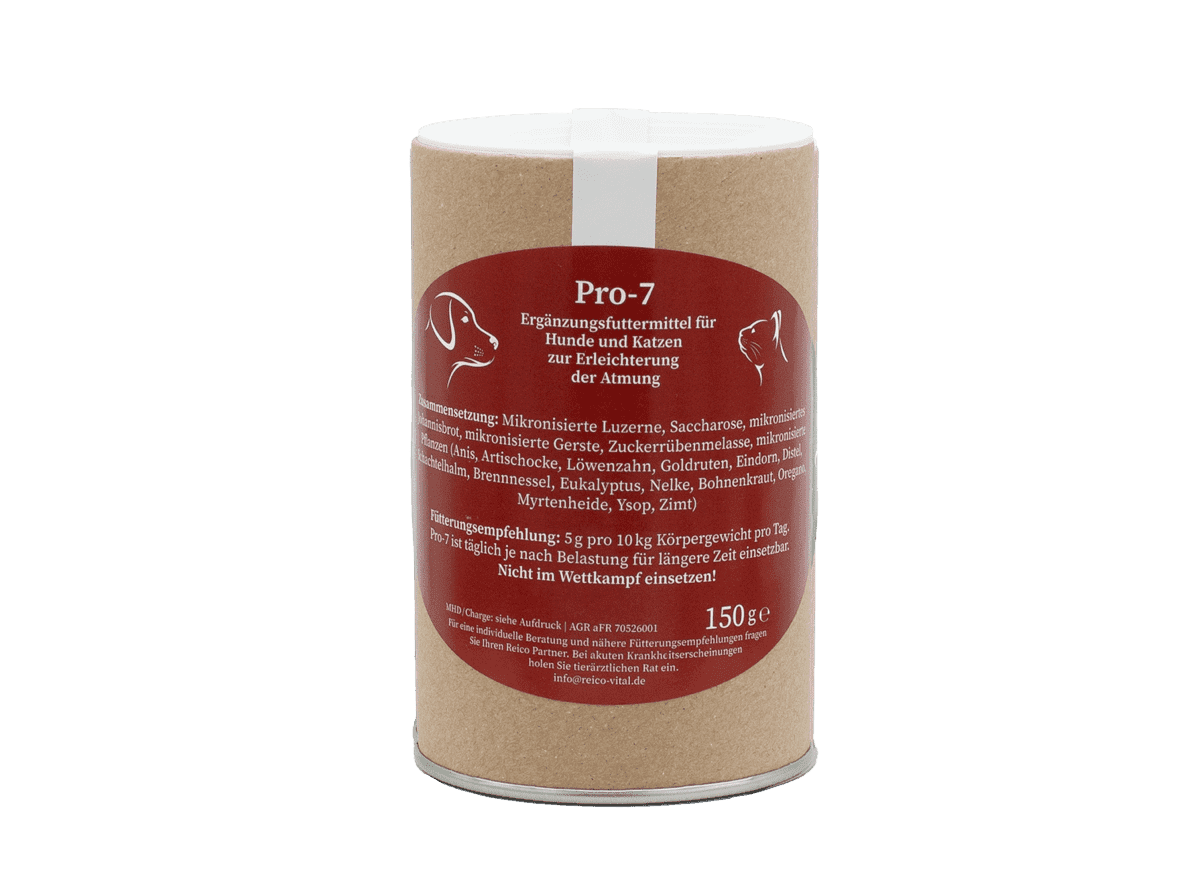 Pro-7
Ergänzungsfuttermittel für
Hunde und Katzen
zur Erleichterung
der Atmung
Zusammensetzung: Mikronisierte Luzerne, Saccharose, mikronisiertes
Johannisbrot, mikronisierte Gerste, Zuckerrübenmelasse, mikronisierte
Pflanzen (Anis, Artischocke, Löwenzahn, Goldruten, Eindorn, Distel,
Schachtelhalm, Brennnessel, Eukalyptus, Nelke, Bohnenkraut, Oregano,
Myrtenheide, Ysop, Zimt)
Fütterungsempfehlung: 5 g pro 10 kg Körpergewicht pro Tag.
Pro-7 ist täglich je nach Belastung für längere Zeit einsetzbar.
Nicht im Wettkampf einsetzen!
150 g ℮
MHD/Charge: siehe Aufdruck | AGR aFR 70526001
Für eine individuelle Beratung und nähere Fütterungsempfehlungen fragen
Sie Ihren Reico Partner. Bei akuten Krankheitserscheinungen
holen Sie tierärztlichen Rat ein.
info@reico-vital.de